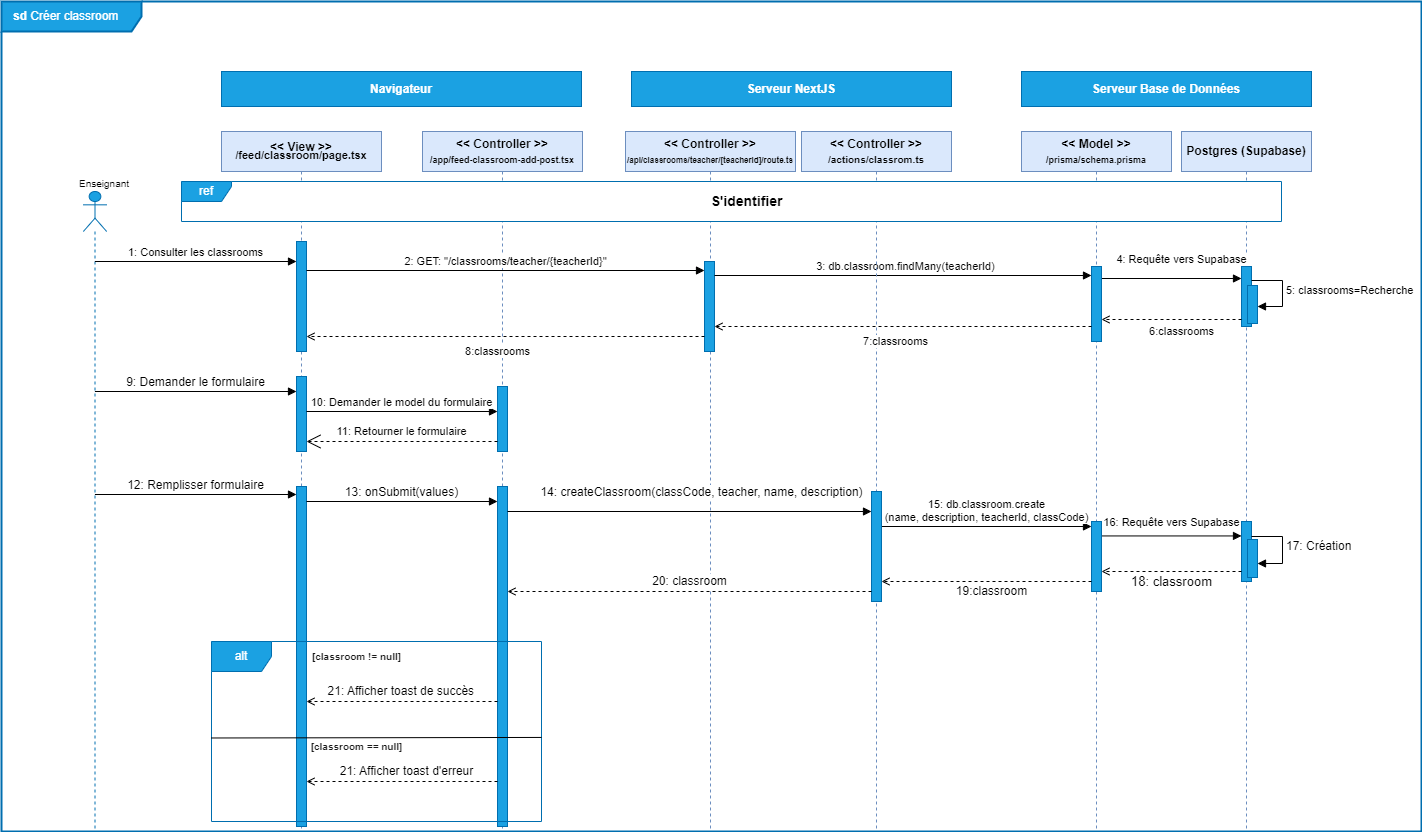 sd Créer classroom
Navigateur
Serveur NextJS
Serveur Base de Données
<< View >>
/feed/classroom/page.tsx
<< Controller >>
/app/feed-classroom-add-post.tsx
<< Controller >>
/api/classrooms/teacher/[teacherId]/route.ts
<< Controller >>
/actions/classrom.ts
<< Model >>
/prisma/schema.prisma
Postgres (Supabase)
Enseignant
ref
S'identifier
1: Consulter les classrooms
2: GET: "/classrooms/teacher/{teacherId}"
3: db.classroom.findMany(teacherId)
4: Requête vers Supabase
5: classrooms=Recherche
6:classrooms
7:classrooms
8:classrooms
9: Demander le formulaire
10: Demander le model du formulaire
11: Retourner le formulaire
12: Remplisser formulaire
13: onSubmit(values)
14: createClassroom(classCode, teacher, name, description)
15: db.classroom.create
(name, description, teacherId, classCode)
16: Requête vers Supabase
17: Création
18: classroom
19:classroom
20: classroom
alt
[classroom != null]
21: Afficher toast de succès
[classroom == null]
21: Afficher toast d'erreur